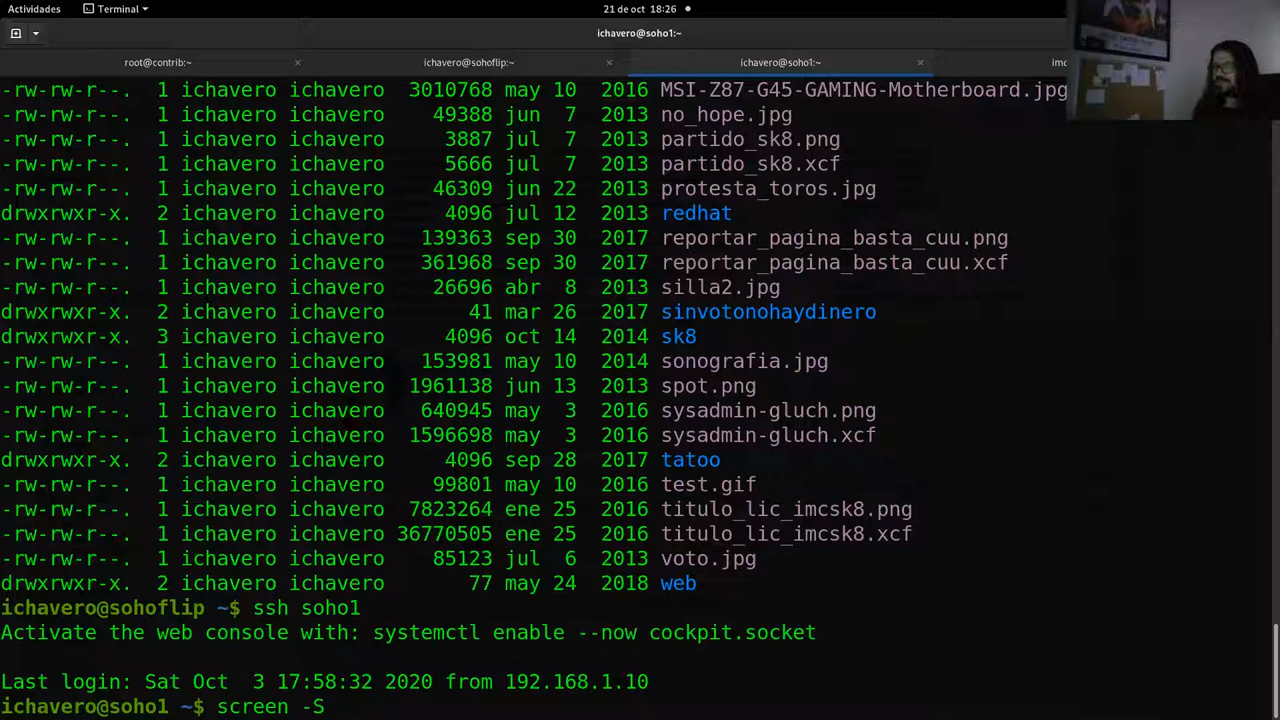 Actividades
Terminal
21 de oct 18:26
ichavero@soho1:~
root@contrib:~
ichavero@sohoflip:~
ichavero@soho1:~
-rw-rw-r--. 1 ichavero ichavero 3010768 may 10 2016 MSI-Z87-G45-GAMING-Motherboard.jpg
-rw-rw-r--. 1 ichavero ichavero 49388 jun 7 2013 no_hope.jpg
-rw-rw-r--. 1 ichavero ichavero 3887 jul 7 2013 partido_sk8.png
-rw-rw-r--. 1 ichavero ichavero 5666 jul 7 2013 partido_sk8.xcf
-rw-rw-r--. 1 ichavero ichavero 46309 jun 22 2013 protesta_toros.jpg
drwxrwxr-x. 2 ichavero ichavero 4096 jul 12 2013 redhat
-rw-rw-r--. 1 ichavero ichavero 139363 sep 30 2017 reportar_pagina_basta_cuu.png
-rw-rw-r--. 1 ichavero ichavero 361968 sep 30 2017 reportar_pagina_basta_cuu.xcf
-rw-rw-r--. 1 ichavero ichavero 26696 abr 8 2013 silla2.jpg
drwxrwxr-x. 2 ichavero ichavero 41 mar 26 2017 sinvotonohaydinero
drwxrwxr-x. 3 ichavero ichavero 4096 oct 14 2014 sk8
-rw-rw-r--. 1 ichavero ichavero 153981 may 10 2014 sonografia.jpg
-rw-rw-r--. 1 ichavero ichavero 1961138 jun 13 2013 spot.png
-rw-rw-r--. 1 ichavero ichavero 640945 may 3 2016 sysadmin-gluch.png
-rw-rw-r--. 1 ichavero ichavero 1596698 may 3 2016 sysadmin-gluch.xcf
drwxrwxr-x. 2 ichavero ichavero 4096 sep 28 2017 tatoo
-rw-rw-r--. 1 ichavero ichavero 99801 may 10 2016 test.gif
-rw-rw-r--. 1 ichavero ichavero 7823264 ene 25 2016 titulo_lic_imcsk8.png
-rw-rw-r--. 1 ichavero ichavero 36770505 ene 25 2016 titulo_lic_imcsk8.xcf
-rw-rw-r--. 1 ichavero ichavero 85123 jul 6 2013 voto.jpg
drwxrwxr-x. 2 ichavero ichavero 77 may 24 2018 web
ichavero@sohoflip ~$ ssh soho1
Activate the web console with: systemctl enable --now cockpit.socket
Last login: Sat Oct 3 17:58:32 2020 from 192.168.1.10
ichavero@soho1 ~$ screen -S